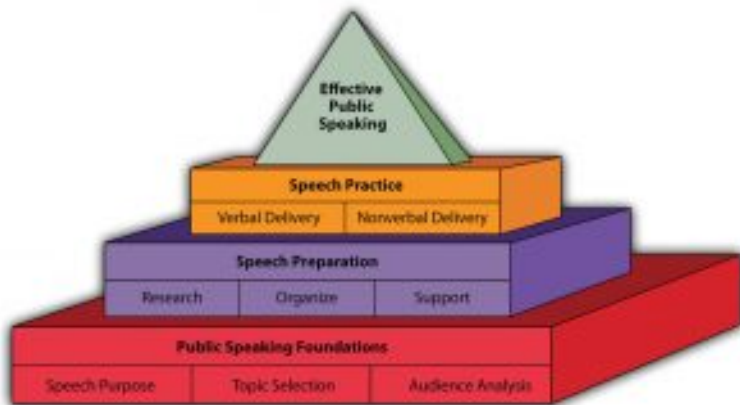 Effective
Public
Speaking
Speech Practice
Verbal Delivery Nonverbal Delivery
Speech Preparation
Research Organize Support
Public Speaking Foundations
Speech Purpose Topic Selection Audience Analysis